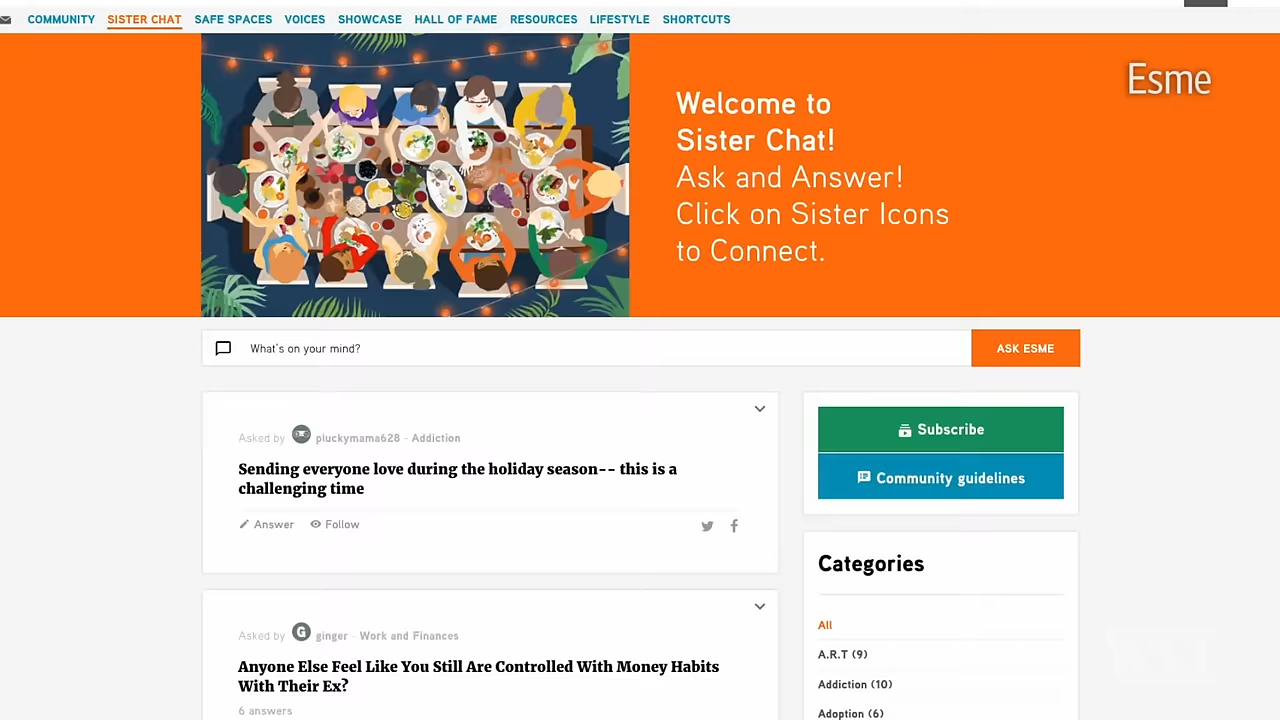 COMMUNITY SISTER CHAT SAFE SPACES VOICES SHOWCASE HALL OF FAME RESOURCES LIFESTYLE SHORTCUTS
Esme
Welcome to
Sister Chat!
Ask and Answer!
Click on Sister Icons
to Connect.
What's on your mind?
ASK ESME
Asked by pluckymama628 - Addiction
Sending everyone love during the holiday season-- this is a
challenging time
Answer Follow
Subscribe
Community guidelines
Categories
All
A.R.T (9)
Addiction (10)
Adoption (6)
Asked by G ginger - Work and Finances
Anyone Else Feel Like You Still Are Controlled With Money Habits
With Their Ex?
6 answers